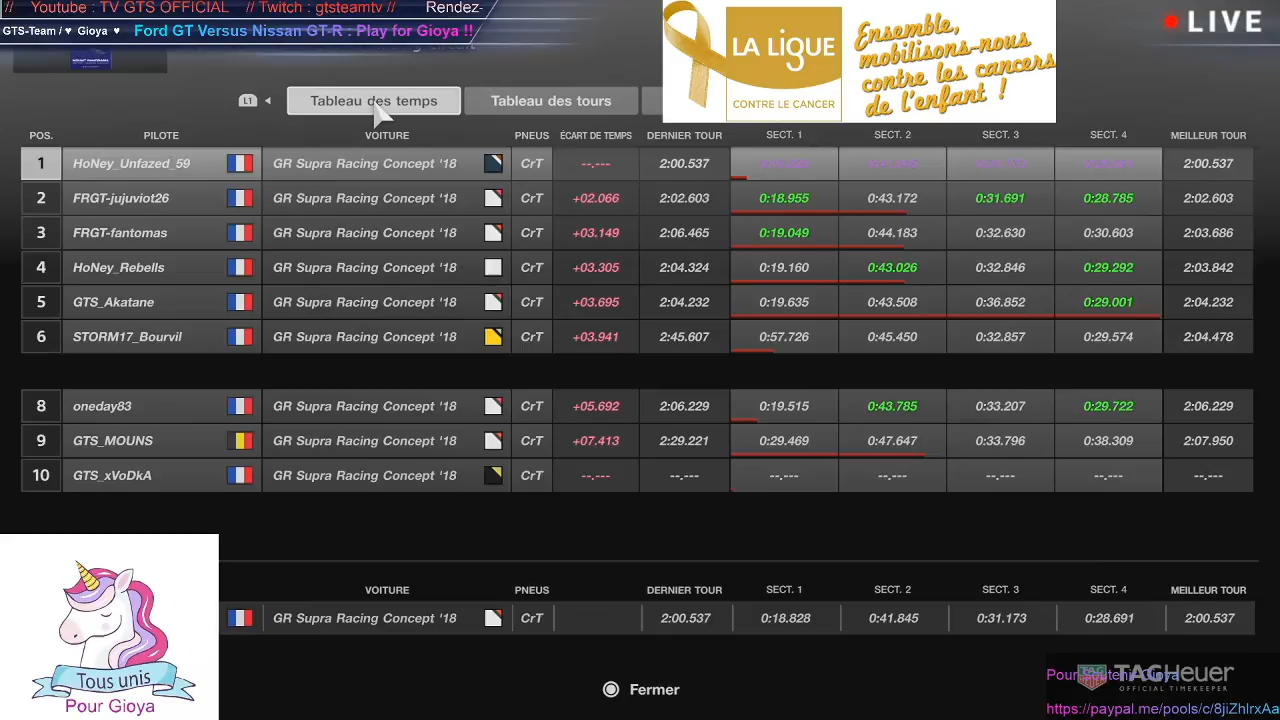 // Youtube : TV GTS OFFICIAL // Twitch : gtsteamtv // Rendez-
GTS-Team / ♥ Gioya ♥ Ford GT Versus Nissan GT-R : Play for Gioya !!
LA LIGUE
CONTRE LE CANCER
Ensemble,
mobilisons-nous
contre les cancers
de l'enfant !
LIVE
L1 Tableau des temps Tableau des tours
POS. PILOTE VOITURE PNEUS ÉCART DE TEMPS DERNIER TOUR SECT. 1 SECT. 2 SECT. 3 SECT. 4 MEILLEUR TOUR
1 HoNey_Unfazed_59 GR Supra Racing Concept '18 CrT --.--- 2:00.537 2:00.537
2 FRGT-jujuviot26 GR Supra Racing Concept '18 CrT +02.066 2:02.603 0:18.955 0:43.172 0:31.691 0:28.785 2:02.603
3 FRGT-fantomas GR Supra Racing Concept '18 CrT +03.149 2:06.465 0:19.049 0:44.183 0:32.630 0:30.603 2:03.686
4 HoNey_Rebells GR Supra Racing Concept '18 CrT +03.305 2:04.324 0:19.160 0:43.026 0:32.846 0:29.292 2:03.842
5 GTS_Akatane GR Supra Racing Concept '18 CrT +03.695 2:04.232 0:19.635 0:43.508 0:36.852 0:29.001 2:04.232
6 STORM17_Bourvil GR Supra Racing Concept '18 CrT +03.941 2:45.607 0:57.726 0:45.450 0:32.857 0:29.574 2:04.478
8 oneday83 GR Supra Racing Concept '18 CrT +05.692 2:06.229 0:19.515 0:43.785 0:33.207 0:29.722 2:06.229
9 GTS_MOUNS GR Supra Racing Concept '18 CrT +07.413 2:29.221 0:29.469 0:47.647 0:33.796 0:38.309 2:07.950
10 GTS_xVoDkA GR Supra Racing Concept '18 CrT --.--- --.--- --.--- --.--- --.--- --.--- --.---
VOITURE PNEUS DERNIER TOUR SECT. 1 SECT. 2 SECT. 3 SECT. 4 MEILLEUR TOUR
GR Supra Racing Concept '18 CrT 2:00.537 0:18.828 0:41.845 0:31.173 0:28.691 2:00.537
Tous unis
Pour Gioya
Fermer
TAG Heuer
OFFICIAL TIMEKEEPER
Pour soutenir Gioya
https://paypal.me/pools/c/8jiZhlrxAa